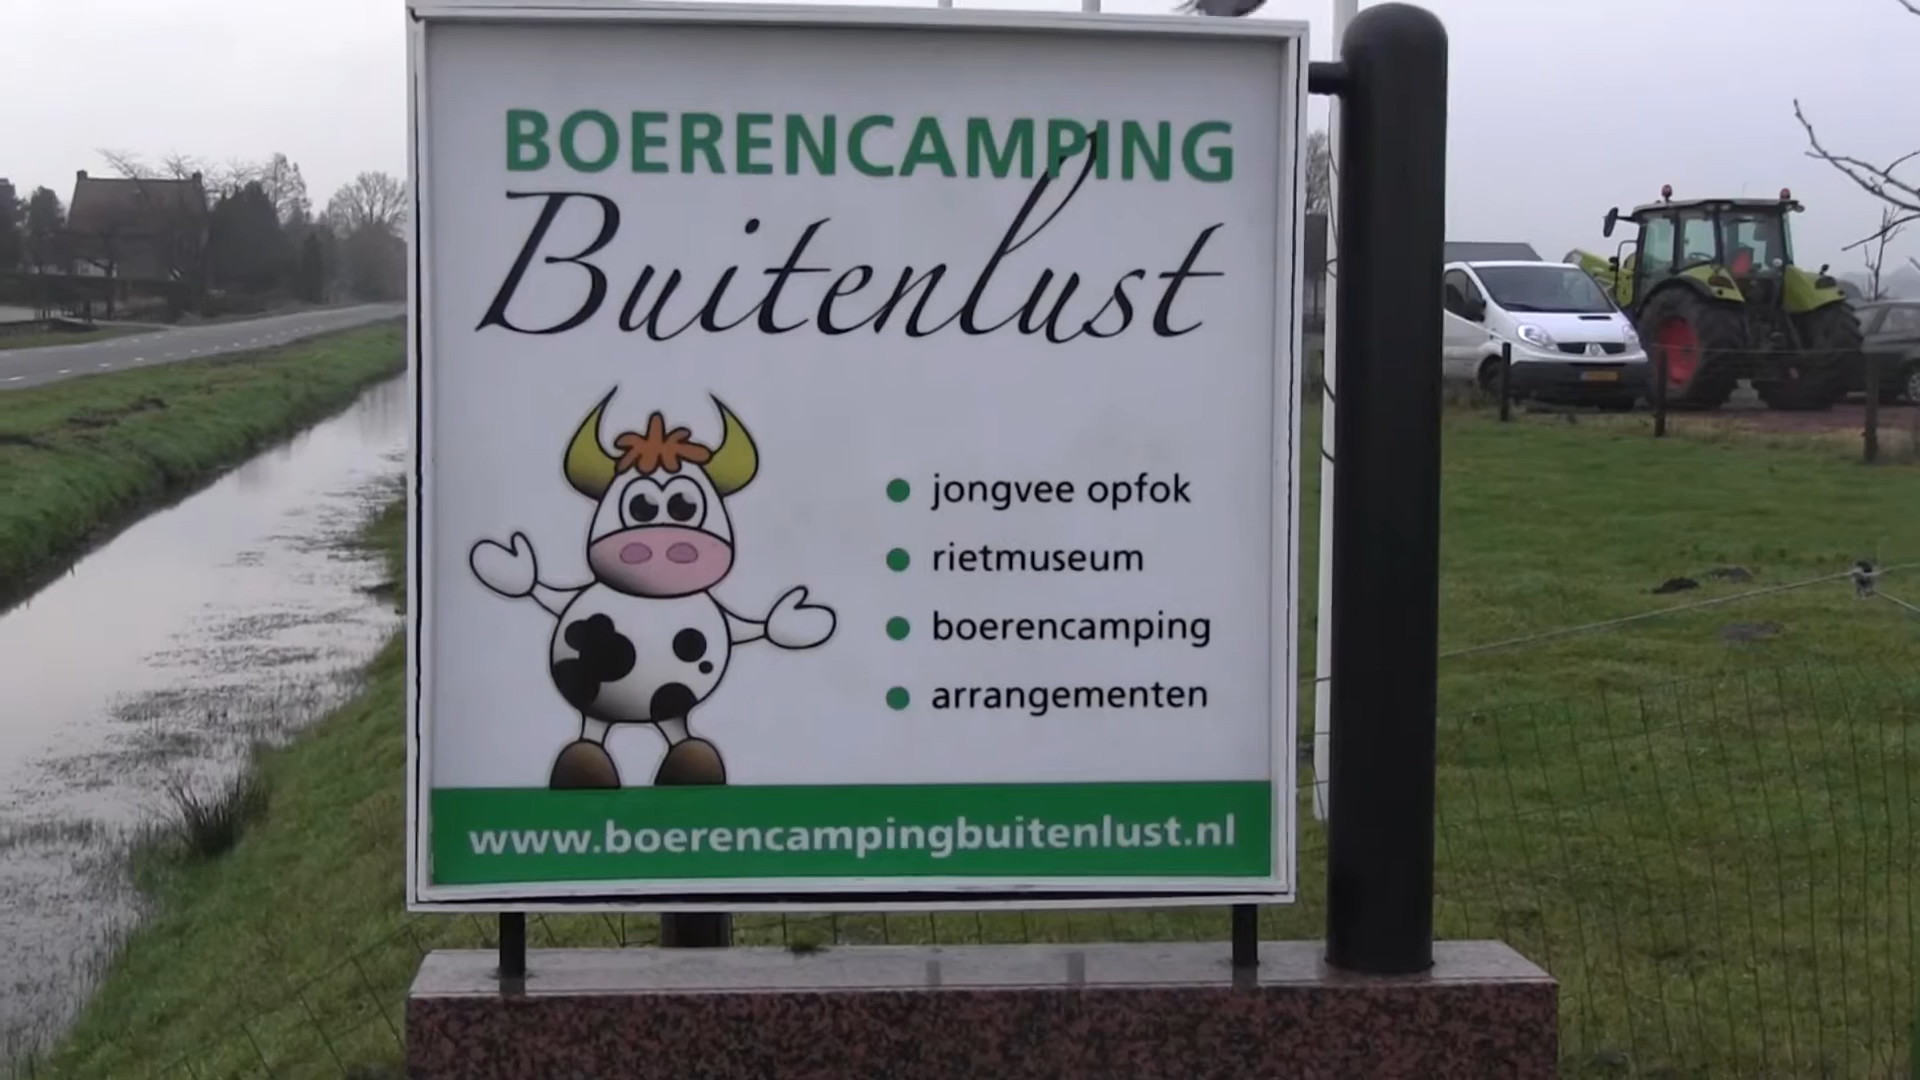 BOERENCAMPING
Buitenlust
jongvee opfok
rietmuseum
boerencamping
arrangementen
www.boerencampingbuitenlust.nl